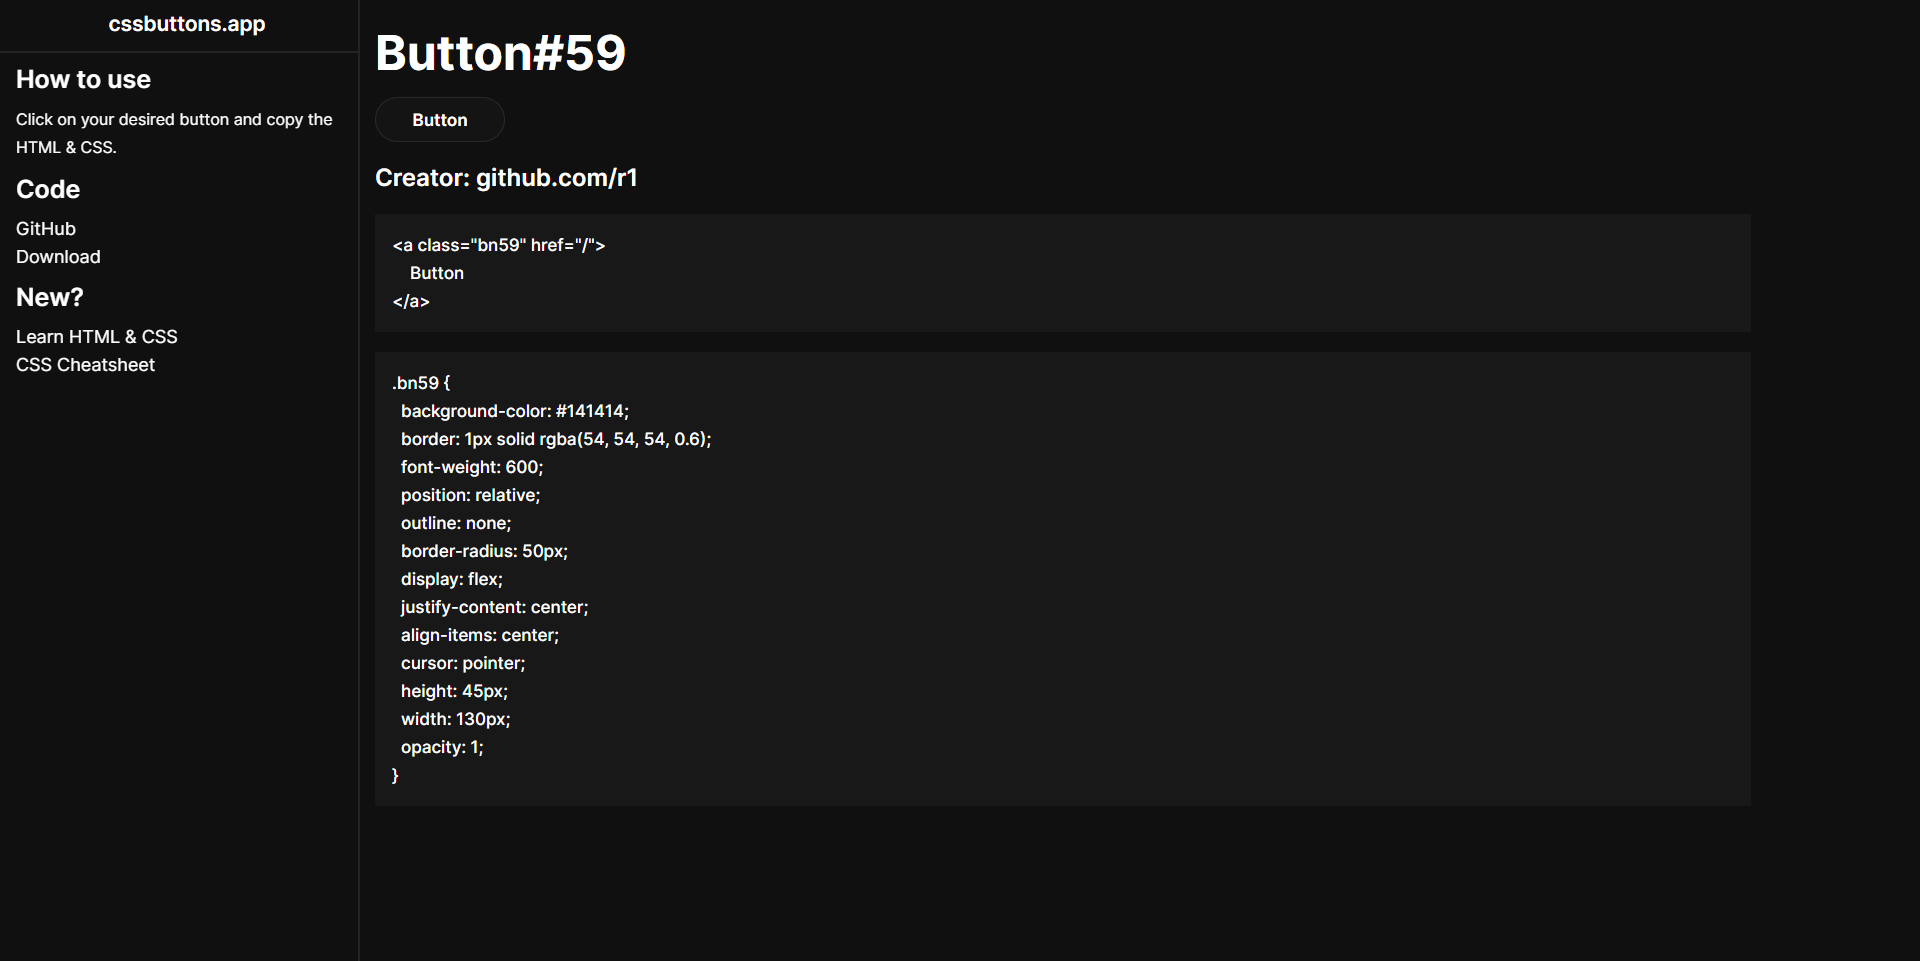 cssbuttons.app
How to use
Click on your desired button and copy the
HTML & CSS.
Code
GitHub
Download
New?
Learn HTML & CSS
CSS Cheatsheet
Button#59
Button
Creator: github.com/r1
<a class="bn59" href="/">
    Button
</a>
.bn59 {
  background-color: #141414;
  border: 1px solid rgba(54, 54, 54, 0.6);
  font-weight: 600;
  position: relative;
  outline: none;
  border-radius: 50px;
  display: flex;
  justify-content: center;
  align-items: center;
  cursor: pointer;
  height: 45px;
  width: 130px;
  opacity: 1;
}